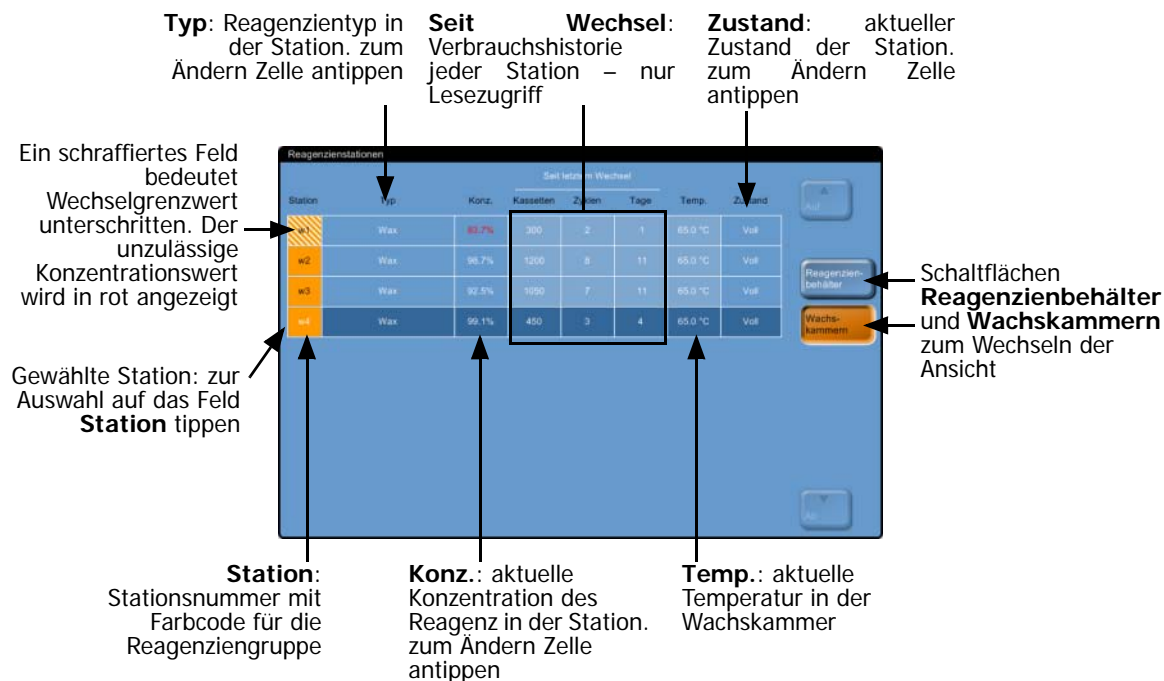 Typ: Reagenzientyp in
der Station. zum
Ändern Zelle antippen
Seit Wechsel:
Verbrauchshistorie
jeder Station – nur
Lesezugriff
Zustand: aktueller
Zustand der Station.
zum Ändern Zelle
antippen
Ein schraffiertes Feld
bedeutet
Wechselgrenzwert
unterschritten. Der
unzulässige
Konzentrationswert
wird in rot angezeigt
Gewählte Station: zur
Auswahl auf das Feld
Station tippen
Reagenzienstationen
Seit letztem Wechsel
Station Typ Konz. Kassetten Zyklen Tage Temp. Zustand
w1 Wax 83.7% 300 2 1 65.0 °C Voll
w2 Wax 98.7% 1200 8 11 65.0 °C Voll
w3 Wax 92.5% 1050 7 11 65.0 °C Voll
w4 Wax 99.1% 450 3 4 65.0 °C Voll
Auf
Reagenzien-
behälter
Wachs-
kammern
Ab
Schaltflächen
Reagenzienbehälter
und Wachskammern
zum Wechseln der
Ansicht
Station:
Stationsnummer mit
Farbcode für die
Reagenziengruppe
Konz.: aktuelle
Konzentration des
Reagenz in der Station.
zum Ändern Zelle
antippen
Temp.: aktuelle
Temperatur in der
Wachskammer